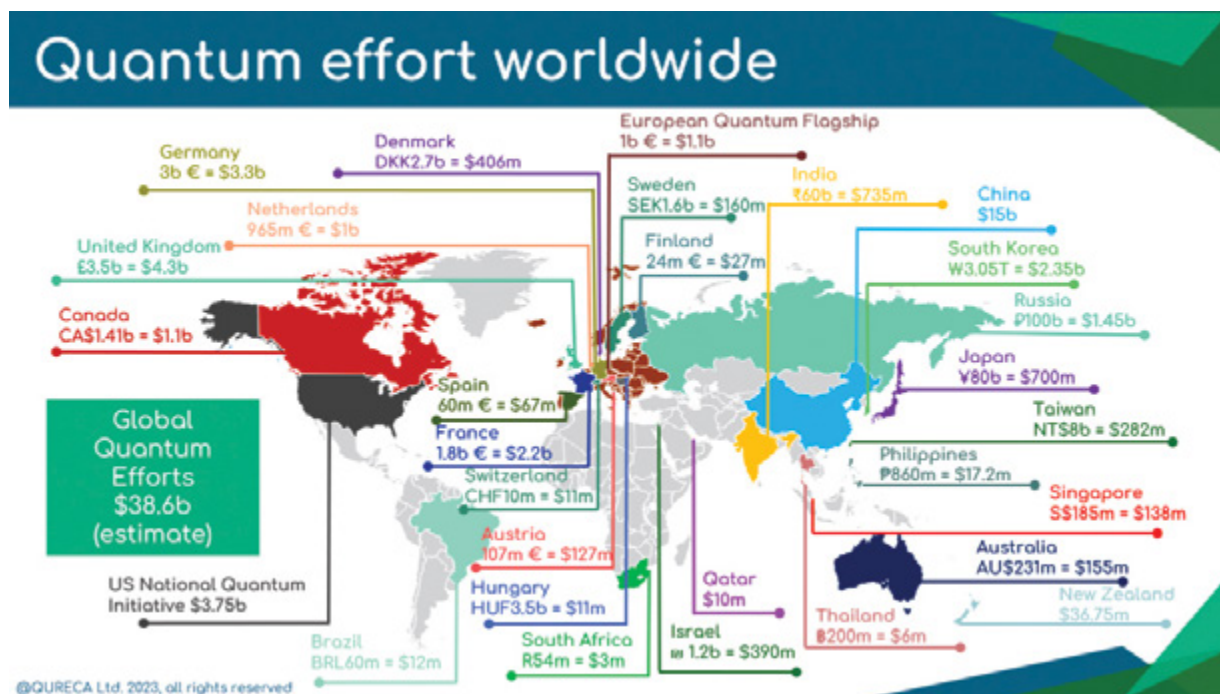 Quantum effort worldwide
Germany
3b € = $3.3b
Denmark
DKK2.7b = $406m
European Quantum Flagship
1b € = $1.1b
Netherlands
965m € = $1b
Sweden
SEK1.6b = $160m
India
₹60b = $735m
China
$15b
United Kingdom
£3.5b = $4.3b
Finland
24m € = $27m
South Korea
₩3.05T = $2.35b
Canada
CA$1.41b = $1.1b
Russia
₽100b = $1.45b
Spain
60m € = $67m
Japan
¥80b = $700m
Global
Quantum
Efforts
$38.6b
(estimate)
France
1.8b € = $2.2b
Taiwan
NT$8b = $282m
Switzerland
CHF10m = $11m
Philippines
₱860m = $17.2m
Singapore
S$185m = $138m
Austria
107m € = $127m
Australia
AU$231m = $155m
US National Quantum
Initiative $3.75b
Hungary
HUF3.5b = $11m
Qatar
$10m
New Zealand
$36.75m
Thailand
฿200m = $6m
Brazil
BRL60m = $12m
South Africa
R54m = $3m
Israel
₪ 1.2b = $390m
@QURECA Ltd. 2023, all rights reserved